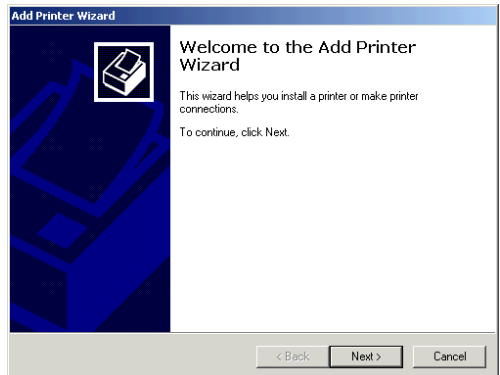 Add Printer Wizard
Welcome to the Add Printer
Wizard
This wizard helps you install a printer or make printer
connections.
To continue, click Next.
< Back Next > Cancel